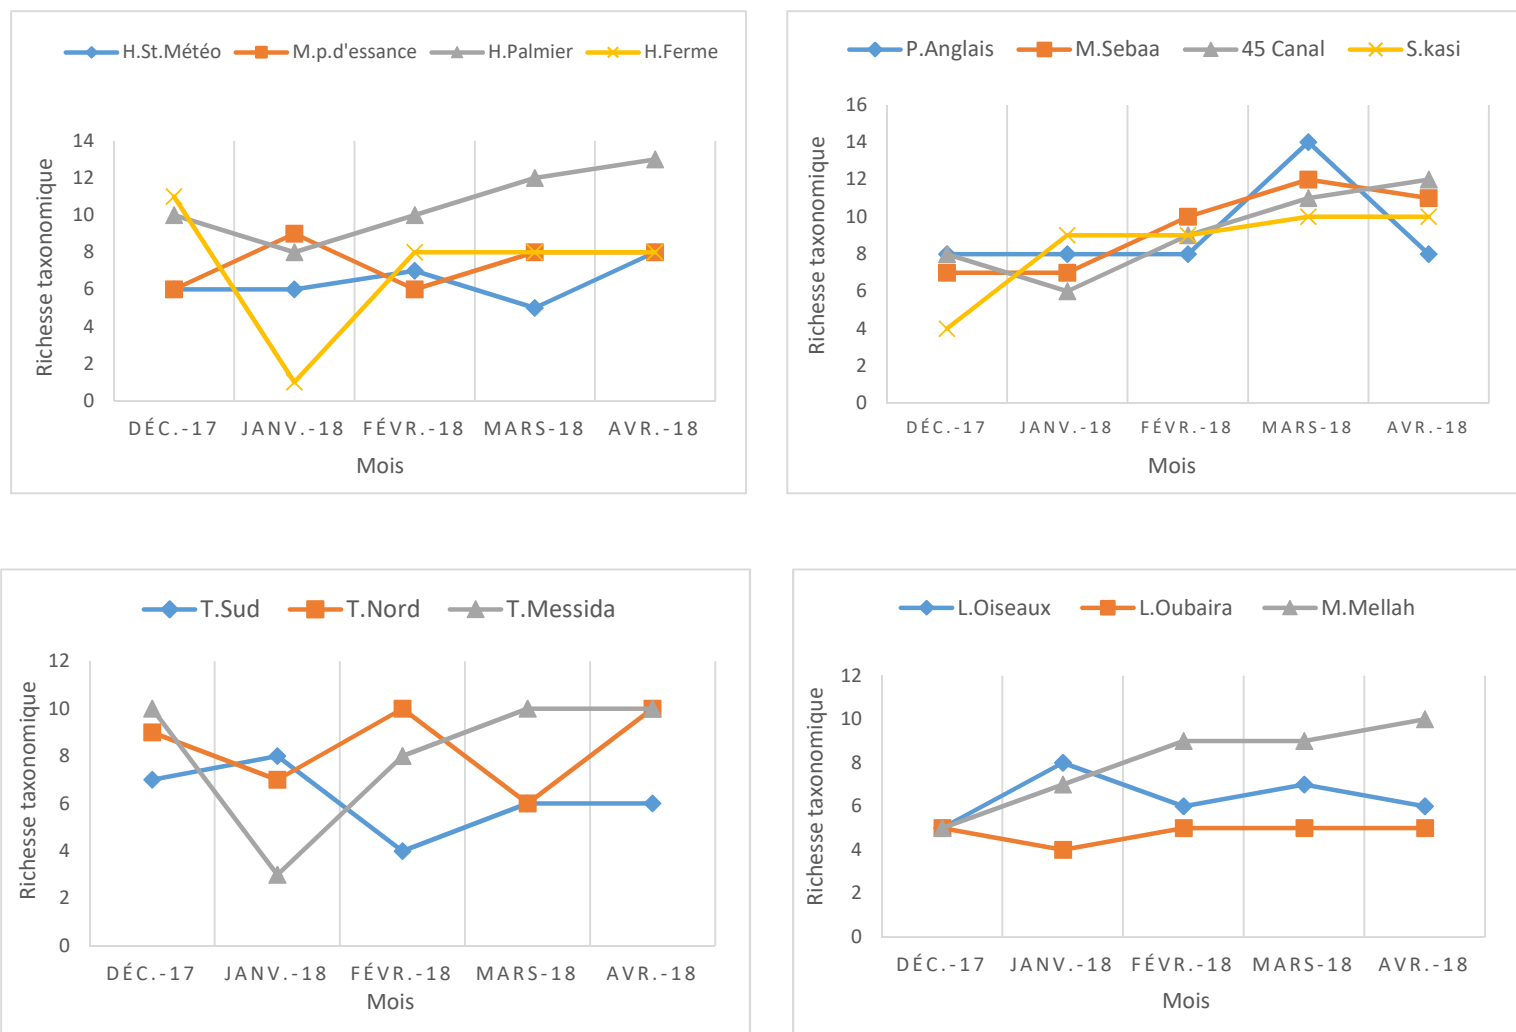 H.St.Météo M.p.d'essance H.Palmier H.Ferme
Richesse taxonomique
14
12
10
8
6
4
2
0
DÉC.-17 JANV.-18 FÉVR.-18 MARS-18 AVR.-18
Mois
P.Anglais M.Sebaa 45 Canal S.kasi
Richesse taxonomique
16
14
12
10
8
6
4
2
0
DÉC.-17 JANV.-18 FÉVR.-18 MARS-18 AVR.-18
Mois
T.Sud T.Nord T.Messida
Richesse taxonomique
12
10
8
6
4
2
0
DÉC.-17 JANV.-18 FÉVR.-18 MARS-18 AVR.-18
Mois
L.Oiseaux L.Oubaira M.Mellah
Richesse taxonomique
12
10
8
6
4
2
0
DÉC.-17 JANV.-18 FÉVR.-18 MARS-18 AVR.-18
Mois